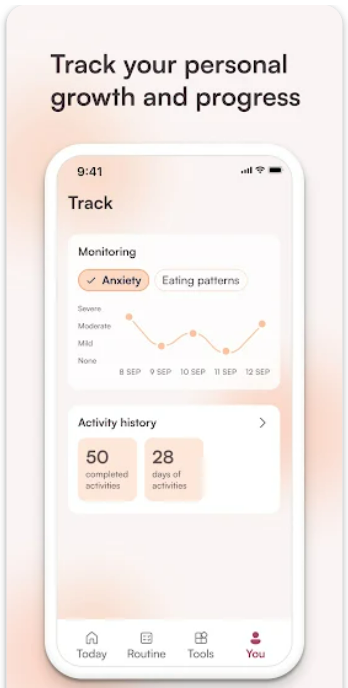 Track your personal
growth and progress
9:41
Track
Monitoring
Anxiety
Eating patterns
Severe
Moderate
Mild
None
8 SEP 9 SEP 10 SEP 11 SEP 12 SEP
Activity history
50 28
completed days of
activities activities
Today Routine Tools You